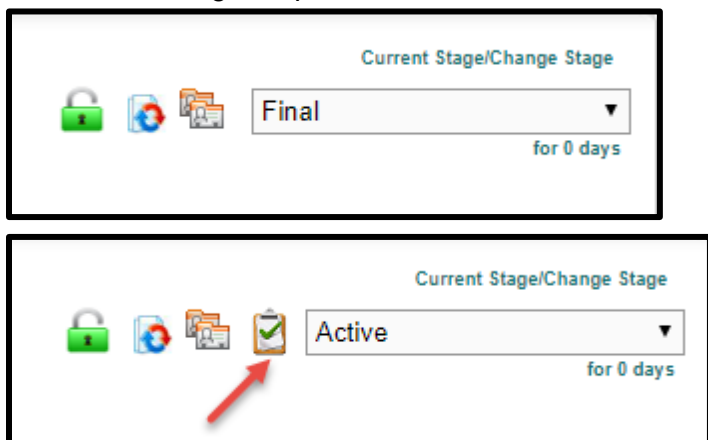 Current Stage/Change Stage
Final
for 0 days
Current Stage/Change Stage
Active
for 0 days